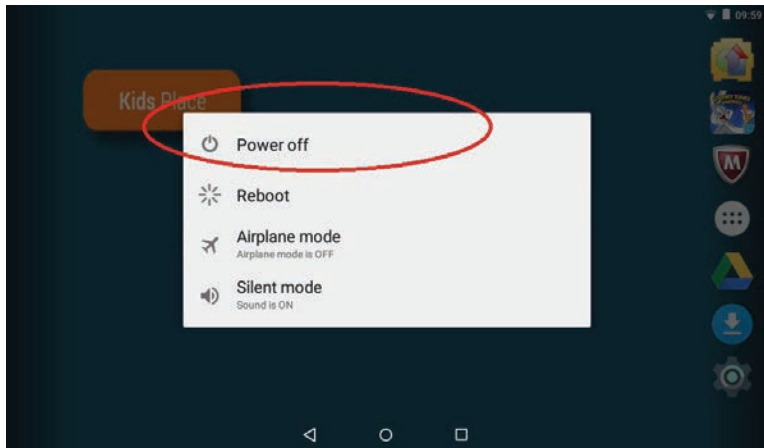 09:59
Kids Place
Power off
Reboot
Airplane mode
Airplane mode is OFF
Silent mode
Sound is ON